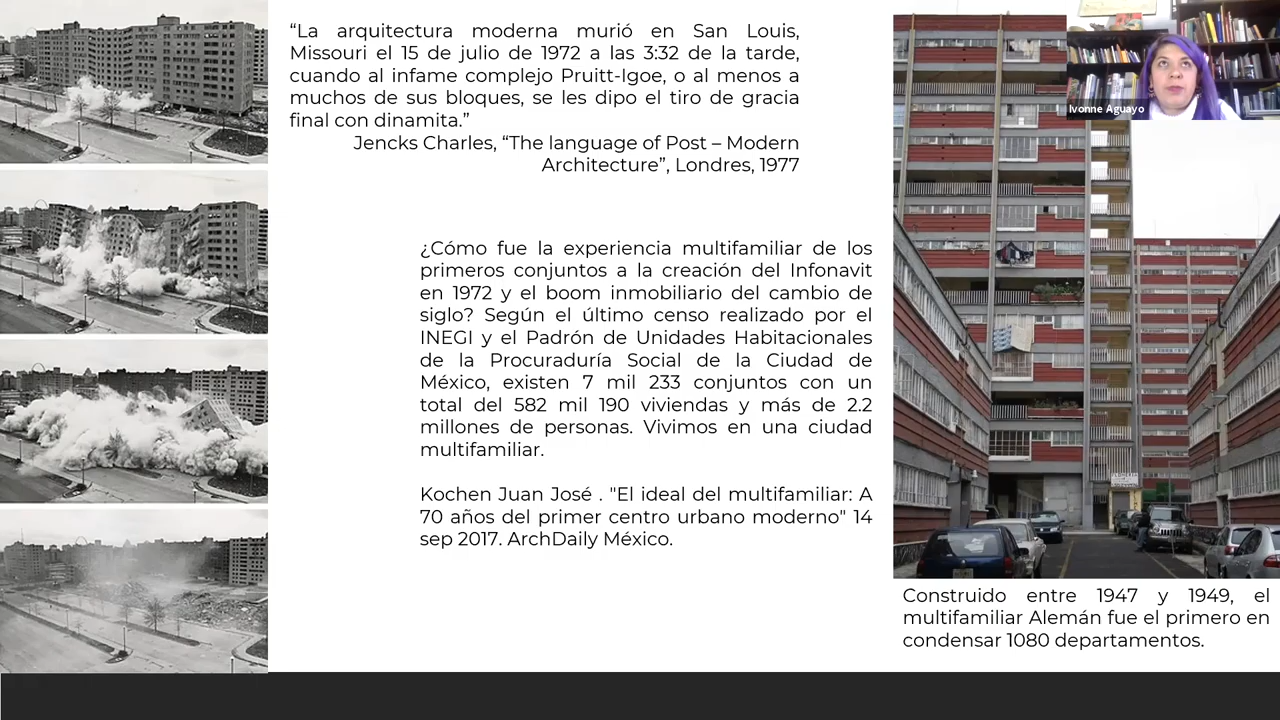 “La arquitectura moderna murió en San Louis,
Missouri el 15 de julio de 1972 a las 3:32 de la tarde,
cuando al infame complejo Pruitt-Igoe, o al menos a
muchos de sus bloques, se les dipo el tiro de gracia
final con dinamita.”
Jencks Charles, “The language of Post – Modern
Architecture”, Londres, 1977
¿Cómo fue la experiencia multifamiliar de los
primeros conjuntos a la creación del Infonavit
en 1972 y el boom inmobiliario del cambio de
siglo? Según el último censo realizado por el
INEGI y el Padrón de Unidades Habitacionales
de la Procuraduría Social de la Ciudad de
México, existen 7 mil 233 conjuntos con un
total del 582 mil 190 viviendas y más de 2.2
millones de personas. Vivimos en una ciudad
multifamiliar.
Kochen Juan José . "El ideal del multifamiliar: A
70 años del primer centro urbano moderno" 14
sep 2017. ArchDaily México.
Ivonne Aguayo
Construido entre 1947 y 1949, el
multifamiliar Alemán fue el primero en
condensar 1080 departamentos.